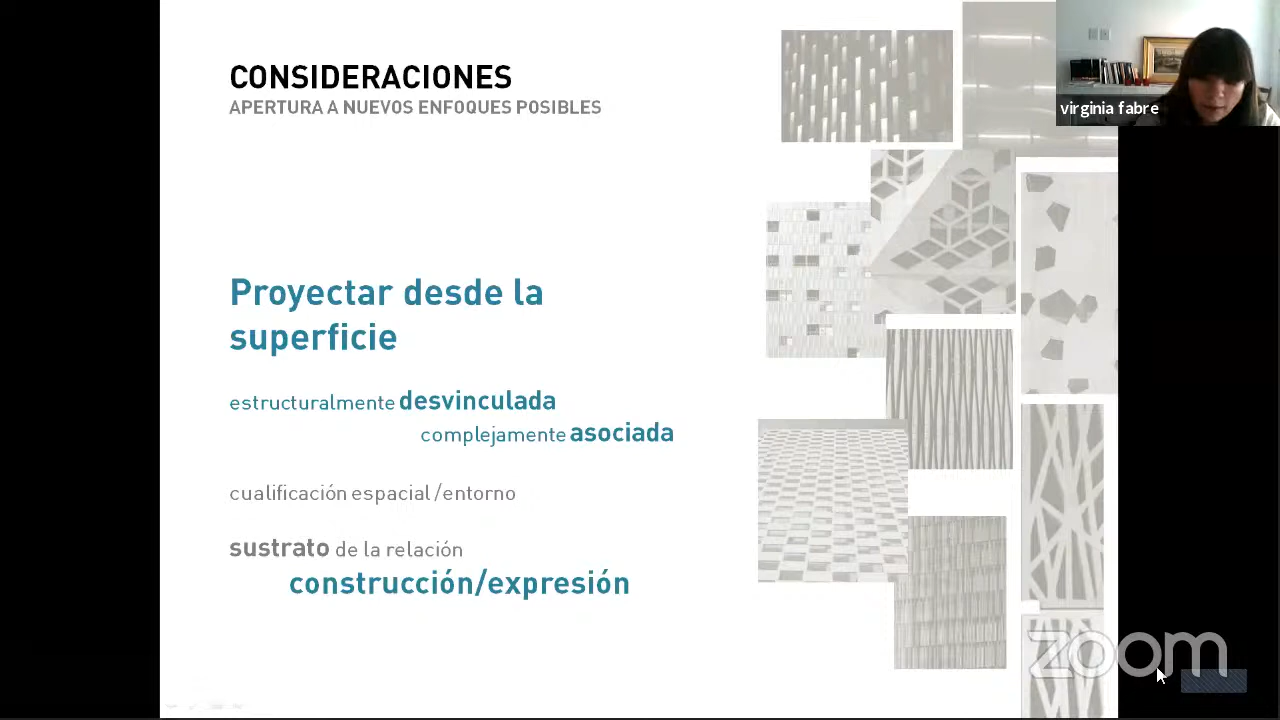 CONSIDERACIONES
APERTURA A NUEVOS ENFOQUES POSIBLES
virginia fabre
Proyectar desde la
superficie
estructuralmente desvinculada
complejamente asociada
cualificación espacial /entorno
sustrato de la relación
construcción/expresión
zoom